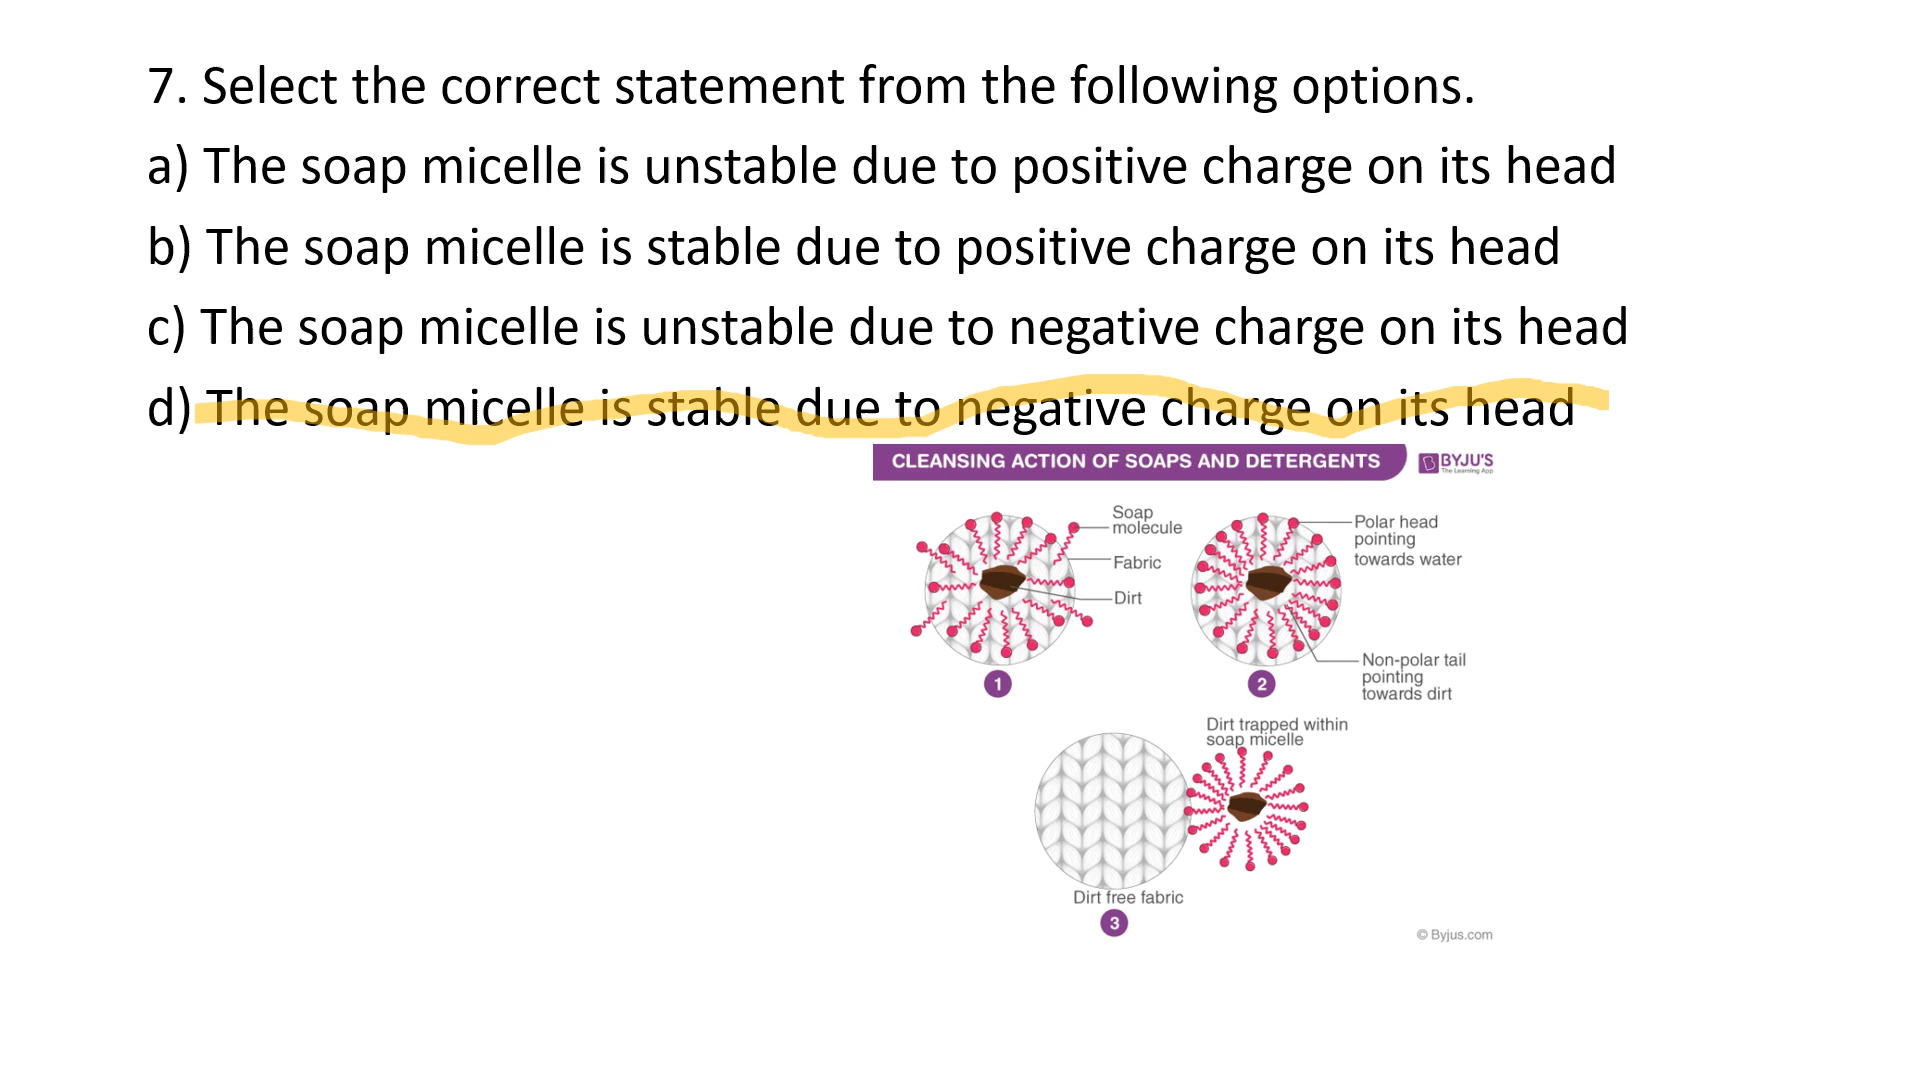 7. Select the correct statement from the following options.
a) The soap micelle is unstable due to positive charge on its head
b) The soap micelle is stable due to positive charge on its head
c) The soap micelle is unstable due to negative charge on its head
d) The soap micelle is stable due to negative charge on its head
CLEANSING ACTION OF SOAPS AND DETERGENTS
BYJU'S
The Learning App
Soap
molecule
Fabric
Dirt
1
Polar head
pointing
towards water
Non-polar tail
pointing
towards dirt
2
Dirt trapped within
soap micelle
Dirt free fabric
3
© Byjus.com